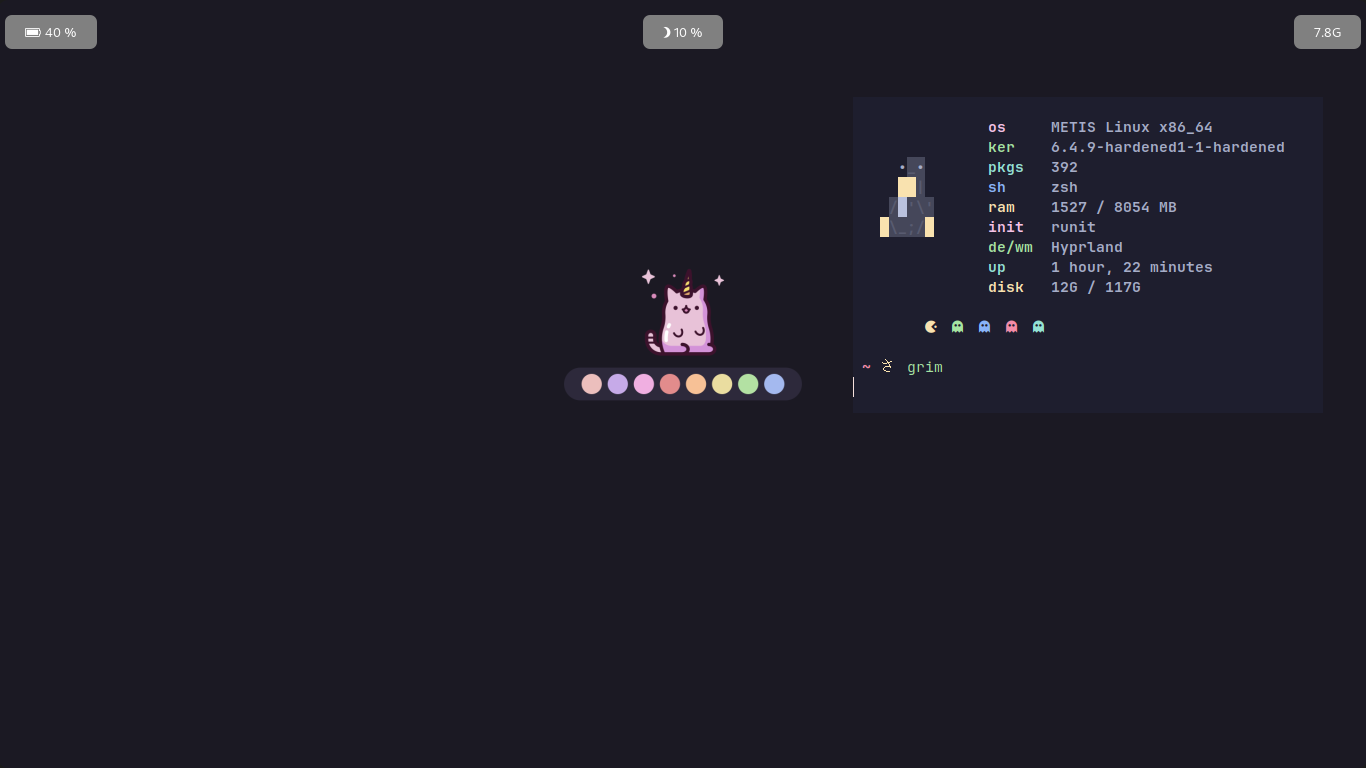 40 %
10 %
7.8G
os METIS Linux x86_64
ker 6.4.9-hardened1-1-hardened
pkgs 392
sh zsh
ram 1527 / 8054 MB
init runit
de/wm Hyprland
up 1 hour, 22 minutes
disk 12G / 117G
~ grim